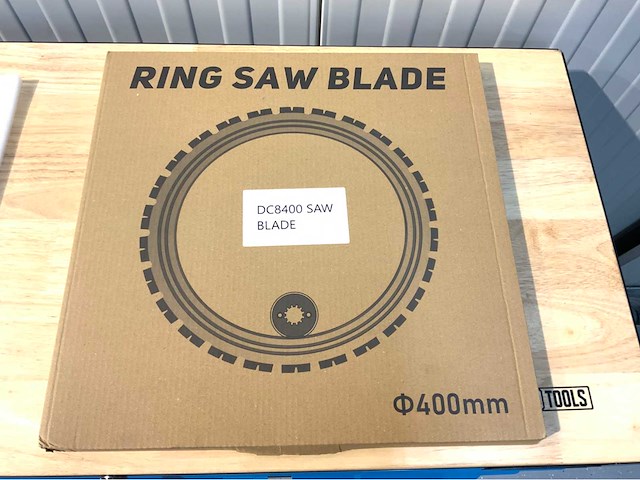 RING SAW BLADE
DC8400 SAW
BLADE
Φ400mm
TOOLS